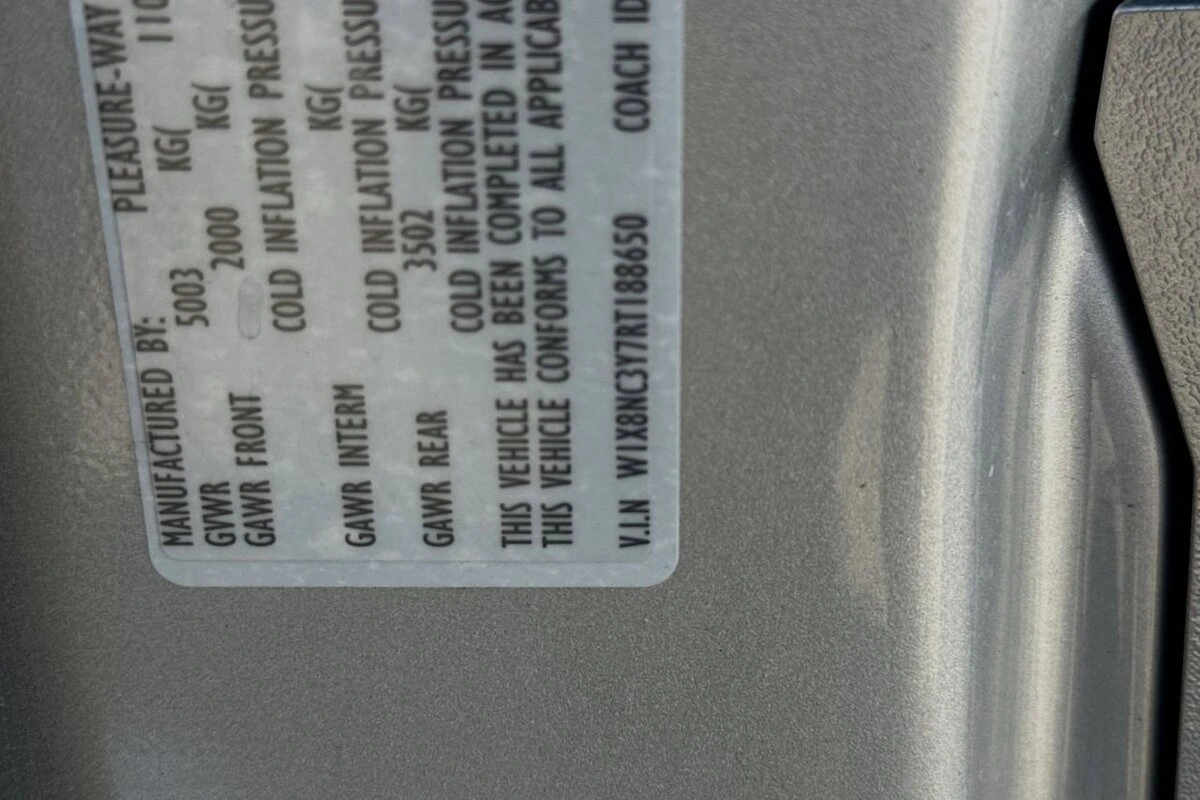 MANUFACTURED BY: PLEASURE-WAY
GVWR 5003 KG( 110
GAWR FRONT 2000 KG(
COLD INFLATION PRESSU
GAWR INTERM KG(
COLD INFLATION PRESSU
GAWR REAR 3502 KG(
COLD INFLATION PRESSU
THIS VEHICLE HAS BEEN COMPLETED IN AC
THIS VEHICLE CONFORMS TO ALL APPLICAB
V.I.N W1X8NC3Y7RT188650 COACH ID